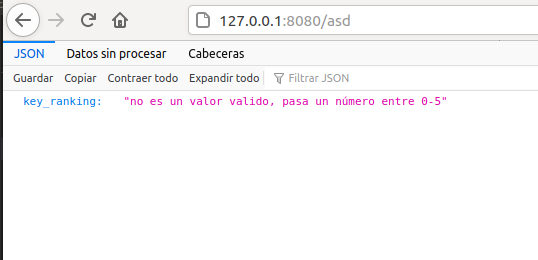 127.0.0.1:8080/asd
JSON Datos sin procesar Cabeceras
Guardar Copiar Contraer todo Expandir todo Filtrar JSON
key_ranking: "no es un valor valido, pasa un número entre 0-5"